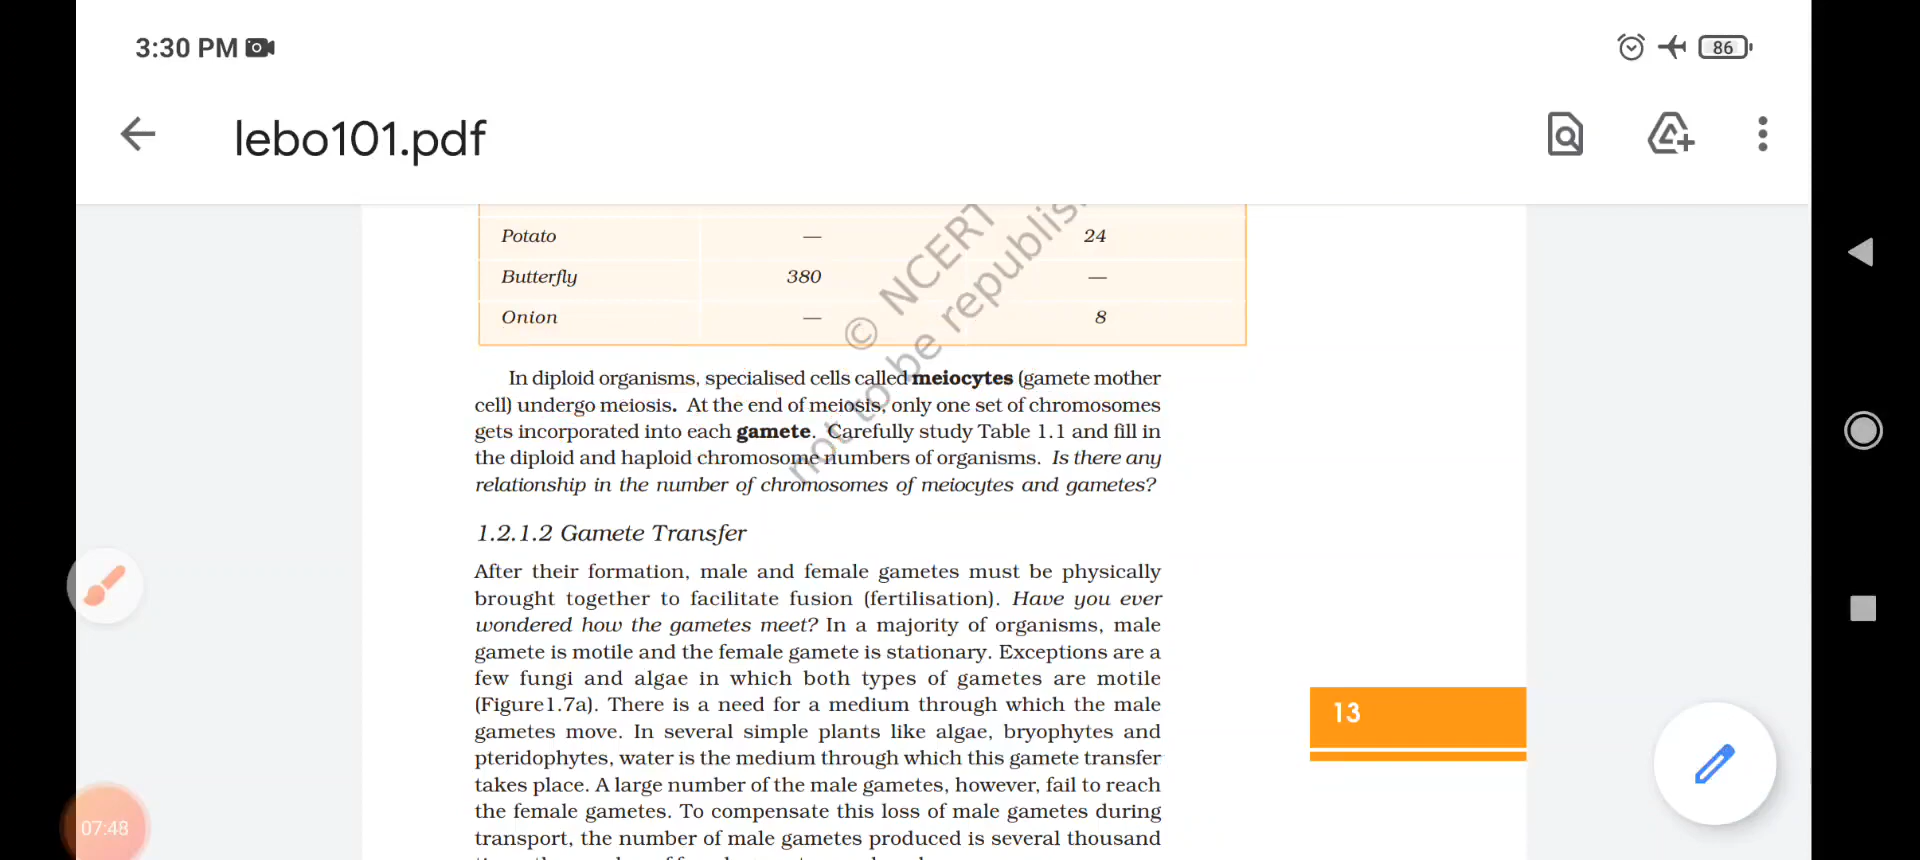 3:30 PM
86
lebo101.pdf
Potato — 24
Butterfly 380 —
Onion — 8
© NCERT
not to be republis
In diploid organisms, specialised cells called meiocytes (gamete mother
cell) undergo meiosis. At the end of meiosis, only one set of chromosomes
gets incorporated into each gamete. Carefully study Table 1.1 and fill in
the diploid and haploid chromosome numbers of organisms. Is there any
relationship in the number of chromosomes of meiocytes and gametes?
1.2.1.2 Gamete Transfer
After their formation, male and female gametes must be physically
brought together to facilitate fusion (fertilisation). Have you ever
wondered how the gametes meet? In a majority of organisms, male
gamete is motile and the female gamete is stationary. Exceptions are a
few fungi and algae in which both types of gametes are motile
(Figure1.7a). There is a need for a medium through which the male
gametes move. In several simple plants like algae, bryophytes and
pteridophytes, water is the medium through which this gamete transfer
takes place. A large number of the male gametes, however, fail to reach
the female gametes. To compensate this loss of male gametes during
transport, the number of male gametes produced is several thousand
13
07:48